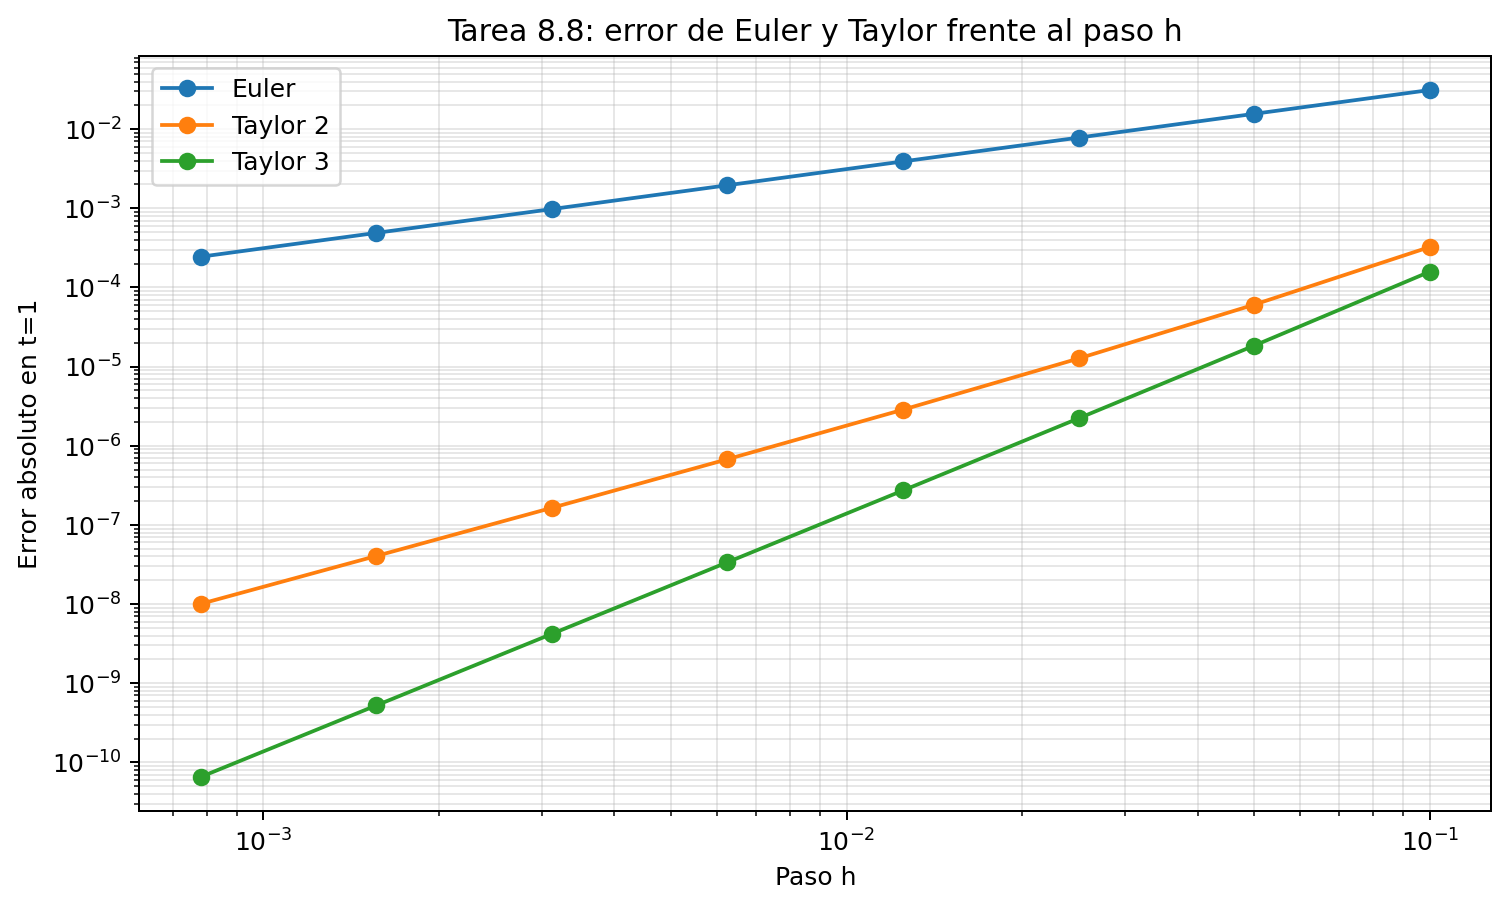 Tarea 8.8: error de Euler y Taylor frente al paso h
Euler
Taylor 2
Taylor 3
Error absoluto en t=1
10⁻²
10⁻³
10⁻⁴
10⁻⁵
10⁻⁶
10⁻⁷
10⁻⁸
10⁻⁹
10⁻¹⁰
10⁻³ 10⁻² 10⁻¹
Paso h